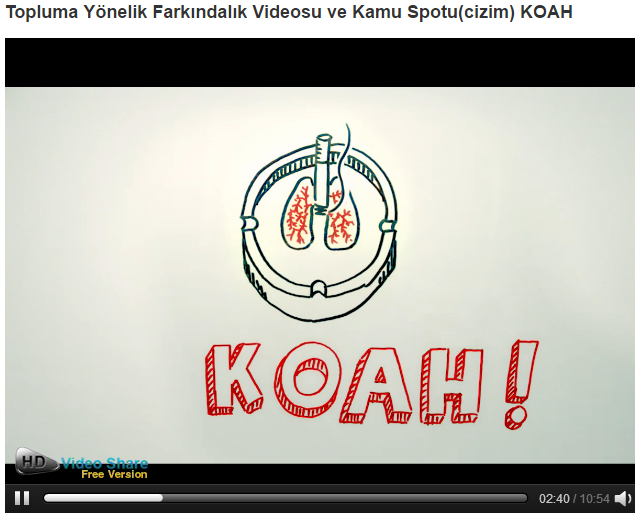 Topluma Yönelik Farkındalık Videosu ve Kamu Spotu(cizim) KOAH
KOAH!
HD Video Share
Free Version
02:40 / 10:54